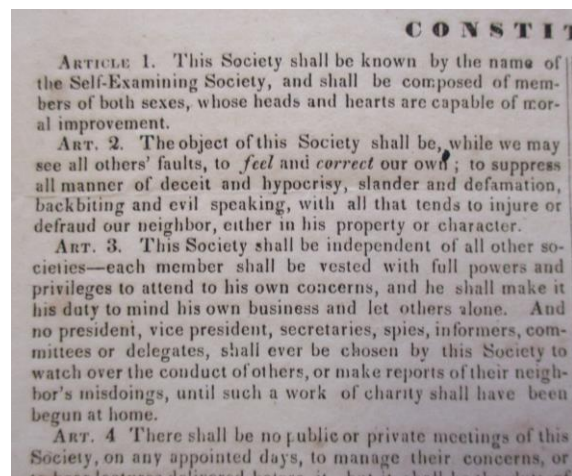 CONSTIT
ARTICLE 1. This Society shall be known by the name of
the Self-Examining Society, and shall be composed of mem-
bers of both sexes, whose heads and hearts are capable of mor-
al improvement.
ART. 2. The object of this Society shall be, while we may
see all others' faults, to feel and correct our own; to suppress
all manner of deceit and hypocrisy, slander and defamation,
backbiting and evil speaking, with all that tends to injure or
defraud our neighbor, either in his property or character.
ART. 3. This Society shall be independent of all other so-
cieties—each member shall be vested with full powers and
privileges to attend to his own concerns, and he shall make it
his duty to mind his own business and let others alone. And
no president, vice president, secretaries, spies, informers, com-
mittees or delegates, shall ever be chosen by this Society to
watch over the conduct of others, or make reports of their neigh-
bor's misdoings, until such a work of charity shall have been
begun at home.
ART. 4 There shall be no public or private meetings of this
Society, on any appointed days, to manage their concerns, or